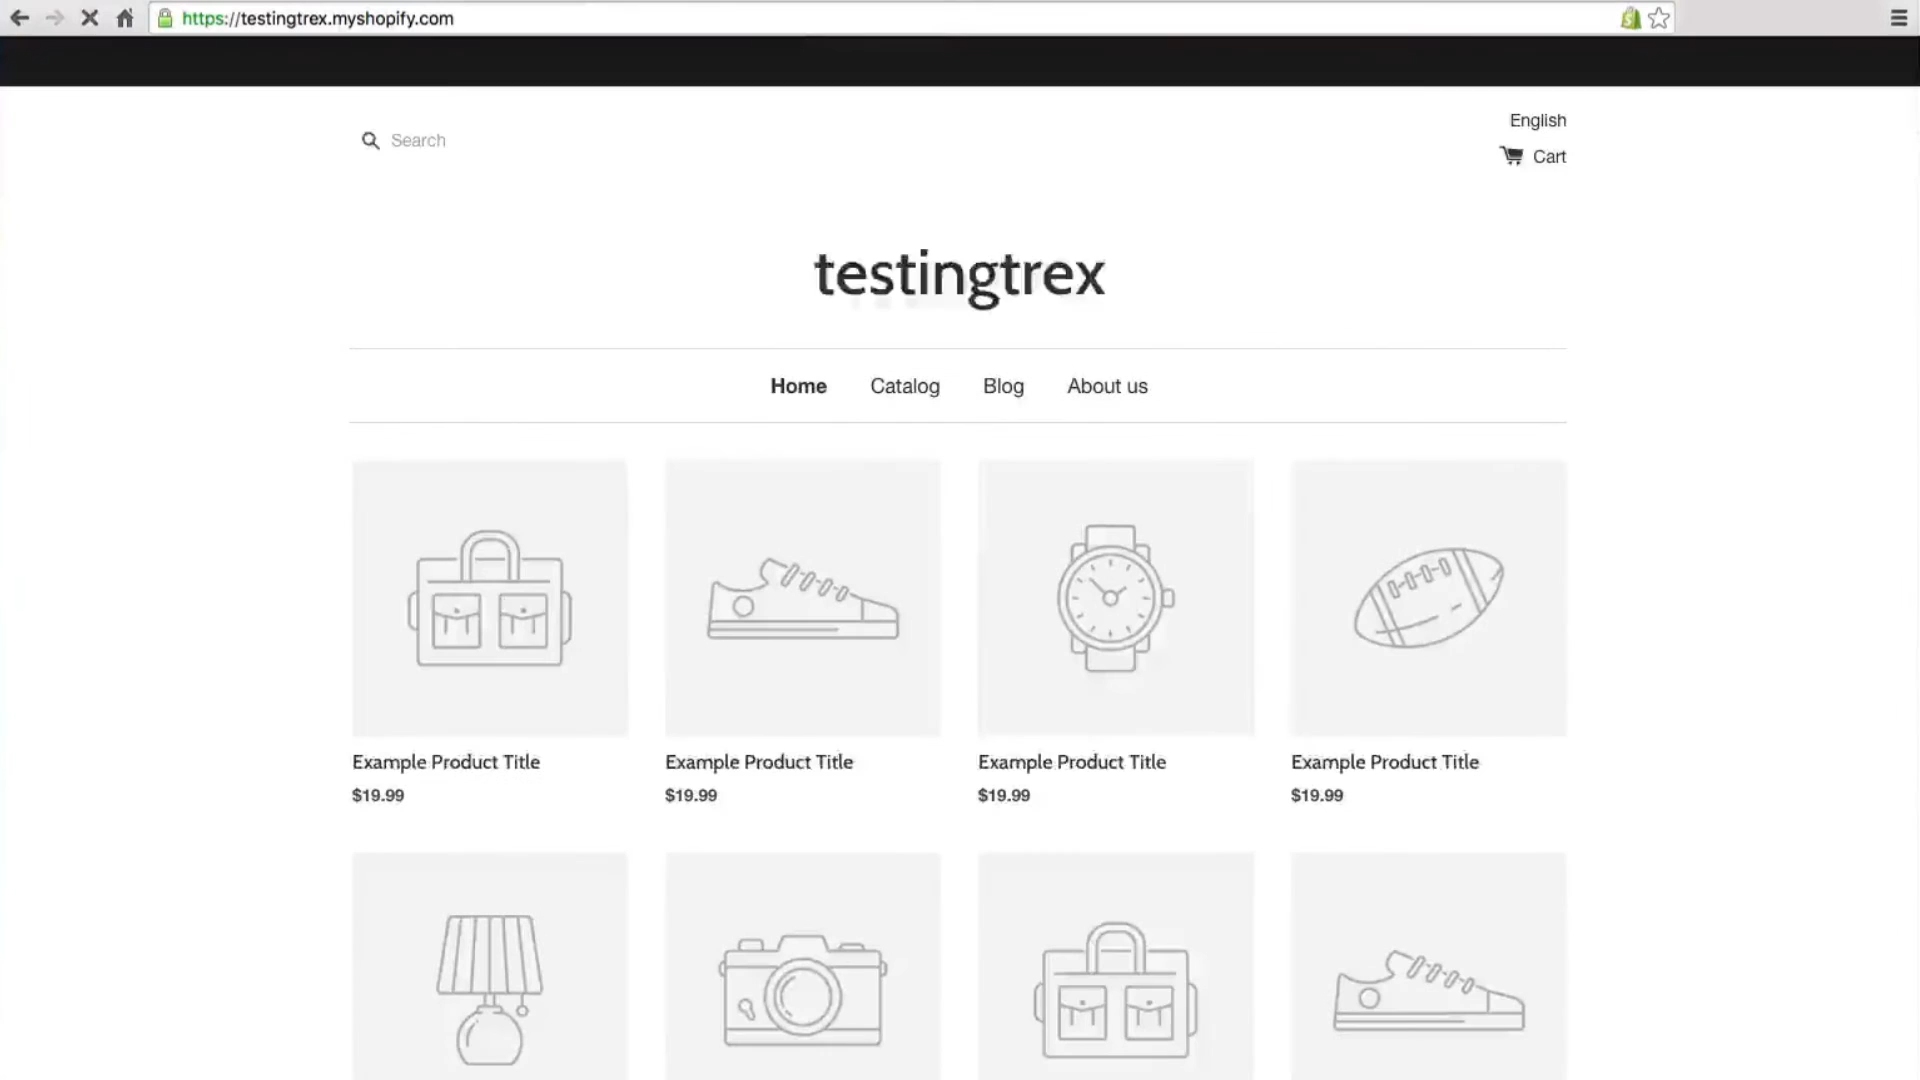 https://testingtrex.myshopify.com
English
Search
Cart
testingtrex
Home Catalog Blog About us
Example Product Title Example Product Title Example Product Title Example Product Title
$19.99 $19.99 $19.99 $19.99